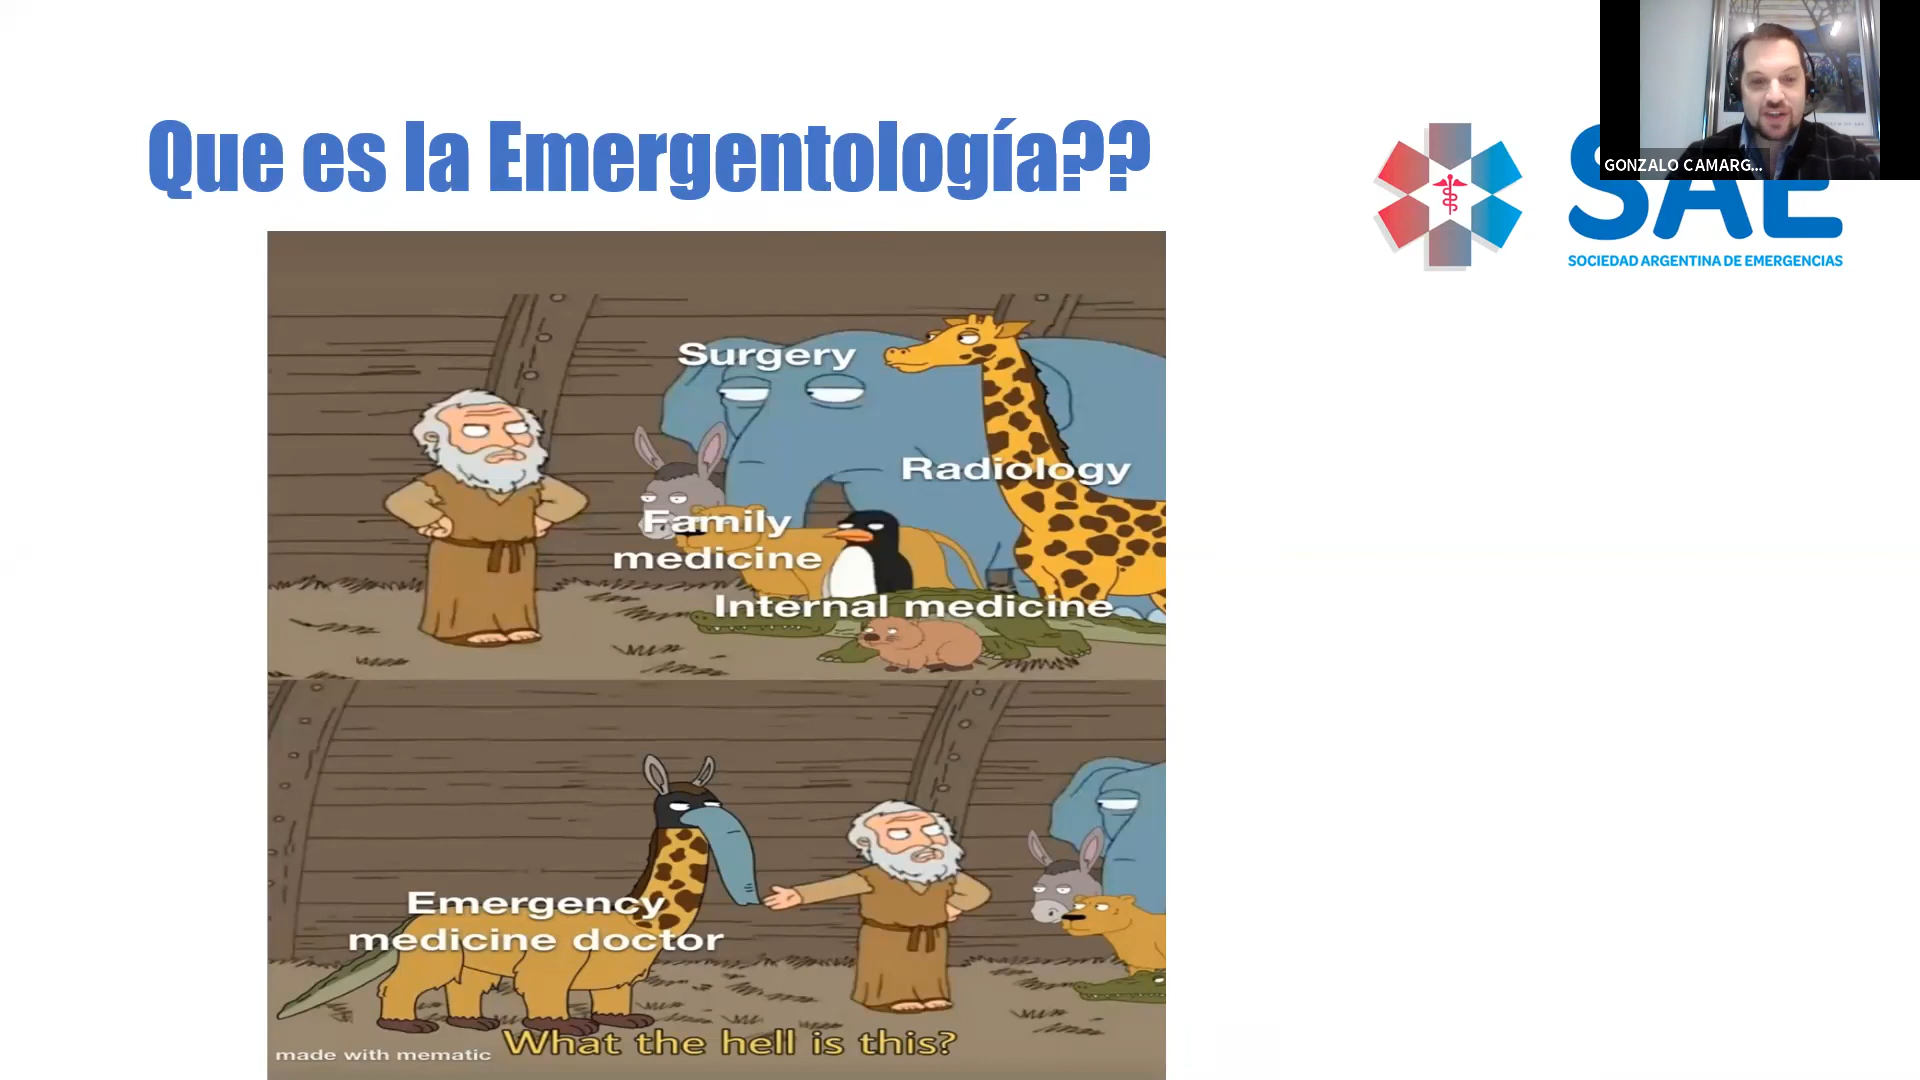 Que es la Emergentología??
GONZALO CAMARG...
SAE
SOCIEDAD ARGENTINA DE EMERGENCIAS
Surgery
Radiology
Family
medicine
Internal medicine
Emergency
medicine doctor
What the hell is this?
made with mematic